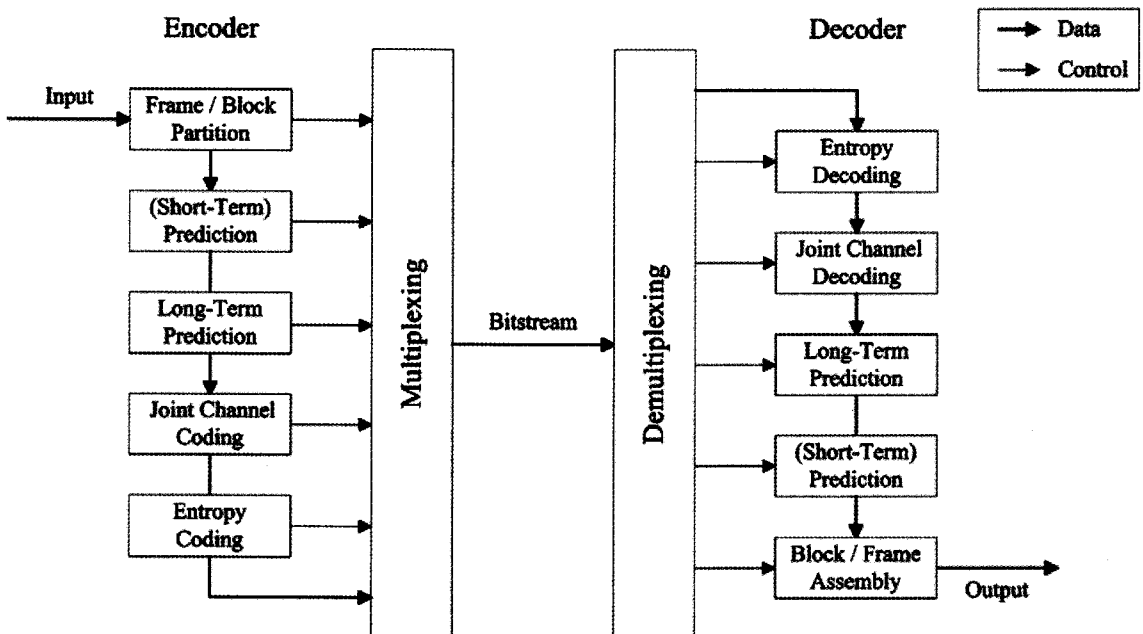 Encoder
Decoder
Data
Control
Input
Frame / Block
Partition
(Short-Term)
Prediction
Long-Term
Prediction
Joint Channel
Coding
Entropy
Coding
Multiplexing
Bitstream
Demultiplexing
Entropy
Decoding
Joint Channel
Decoding
Long-Term
Prediction
(Short-Term)
Prediction
Block / Frame
Assembly
Output